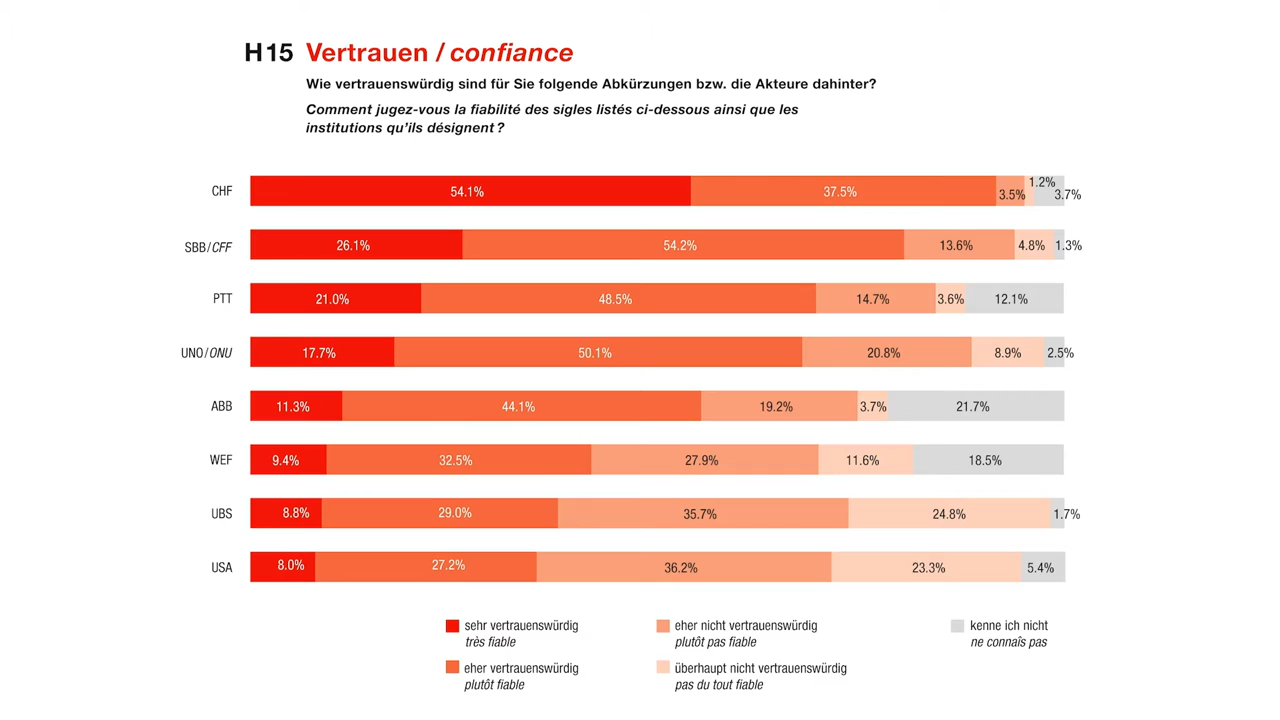 H15 Vertrauen / confiance
Wie vertrauenswürdig sind für Sie folgende Abkürzungen bzw. die Akteure dahinter?
Comment jugez-vous la fiabilité des sigles listés ci-dessous ainsi que les
institutions qu'ils désignent ?
CHF 54.1% 37.5% 3.5% 1.2% 3.7%
SBB/CFF 26.1% 54.2% 13.6% 4.8% 1.3%
PTT 21.0% 48.5% 14.7% 3.6% 12.1%
UNO/ONU 17.7% 50.1% 20.8% 8.9% 2.5%
ABB 11.3% 44.1% 19.2% 3.7% 21.7%
WEF 9.4% 32.5% 27.9% 11.6% 18.5%
UBS 8.8% 29.0% 35.7% 24.8% 1.7%
USA 8.0% 27.2% 36.2% 23.3% 5.4%
sehr vertrauenswürdig
très fiable
eher vertrauenswürdig
plutôt fiable
eher nicht vertrauenswürdig
plutôt pas fiable
überhaupt nicht vertrauenswürdig
pas du tout fiable
kenne ich nicht
ne connaîs pas